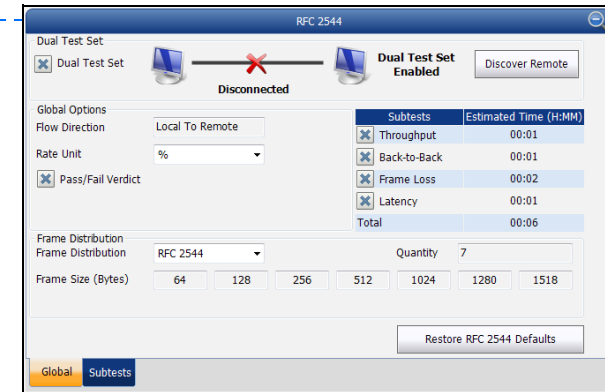 RFC 2544
Dual Test Set
Dual Test Set
Disconnected
Dual Test Set
Enabled
Discover Remote
Global Options
Flow Direction
Local To Remote
Rate Unit
%
Pass/Fail Verdict
Subtests Estimated Time (H:MM)
Throughput 00:01
Back-to-Back 00:01
Frame Loss 00:02
Latency 00:01
Total 00:06
Frame Distribution
Frame Distribution RFC 2544 Quantity 7
Frame Size (Bytes) 64 128 256 512 1024 1280 1518
Restore RFC 2544 Defaults
Global Subtests